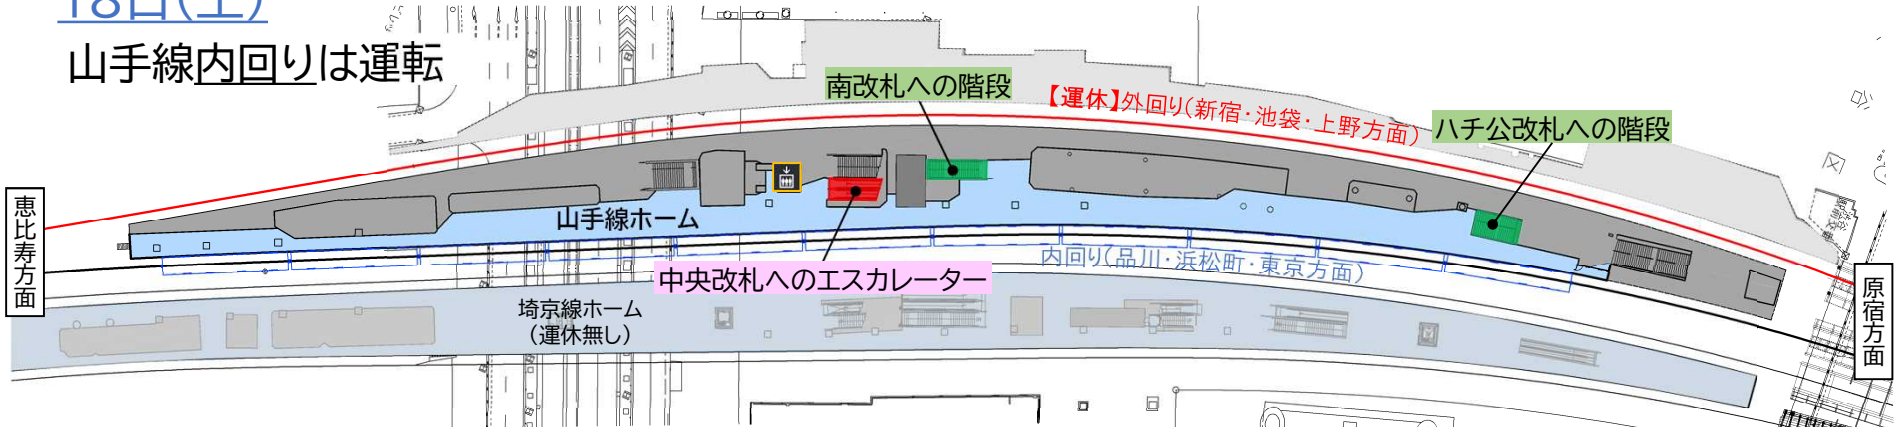 18日(土)
山手線内回りは運転
南改札への階段
【運休】外回り(新宿・池袋・上野方面)
ハチ公改札への階段
恵比寿方面
山手線ホーム
内回り(品川・浜松町・東京方面)
中央改札へのエスカレーター
埼京線ホーム
(運休無し)
原宿方面